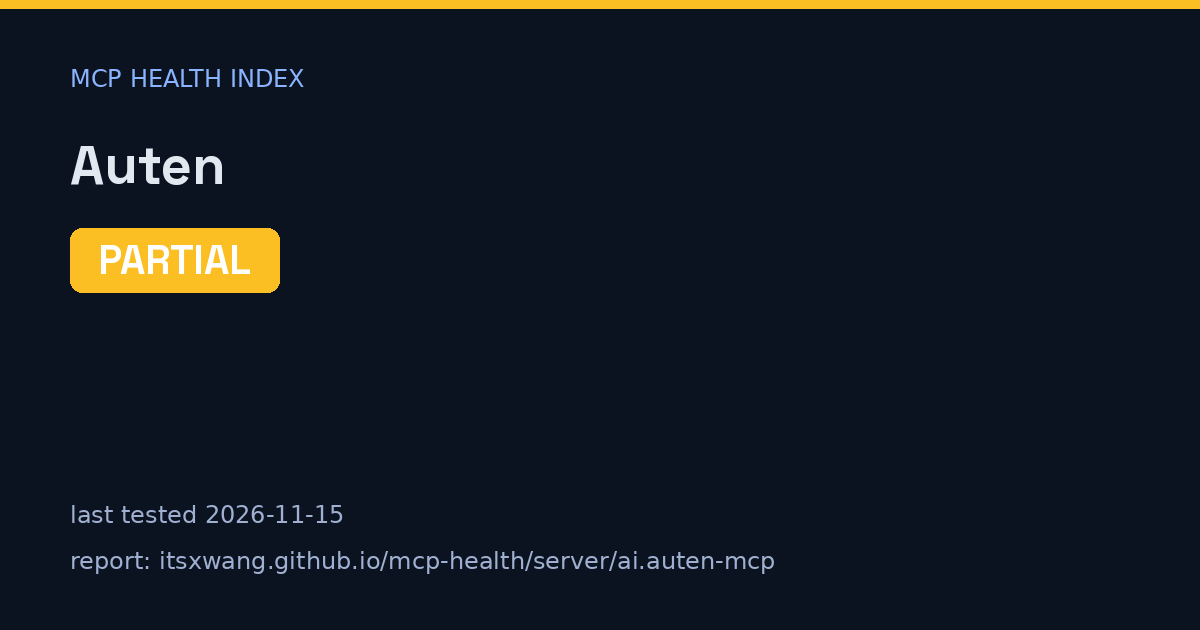 MCP HEALTH INDEX
Auten
PARTIAL
last tested 2026-11-15
report: itsxwang.github.io/mcp-health/server/ai.auten-mcp